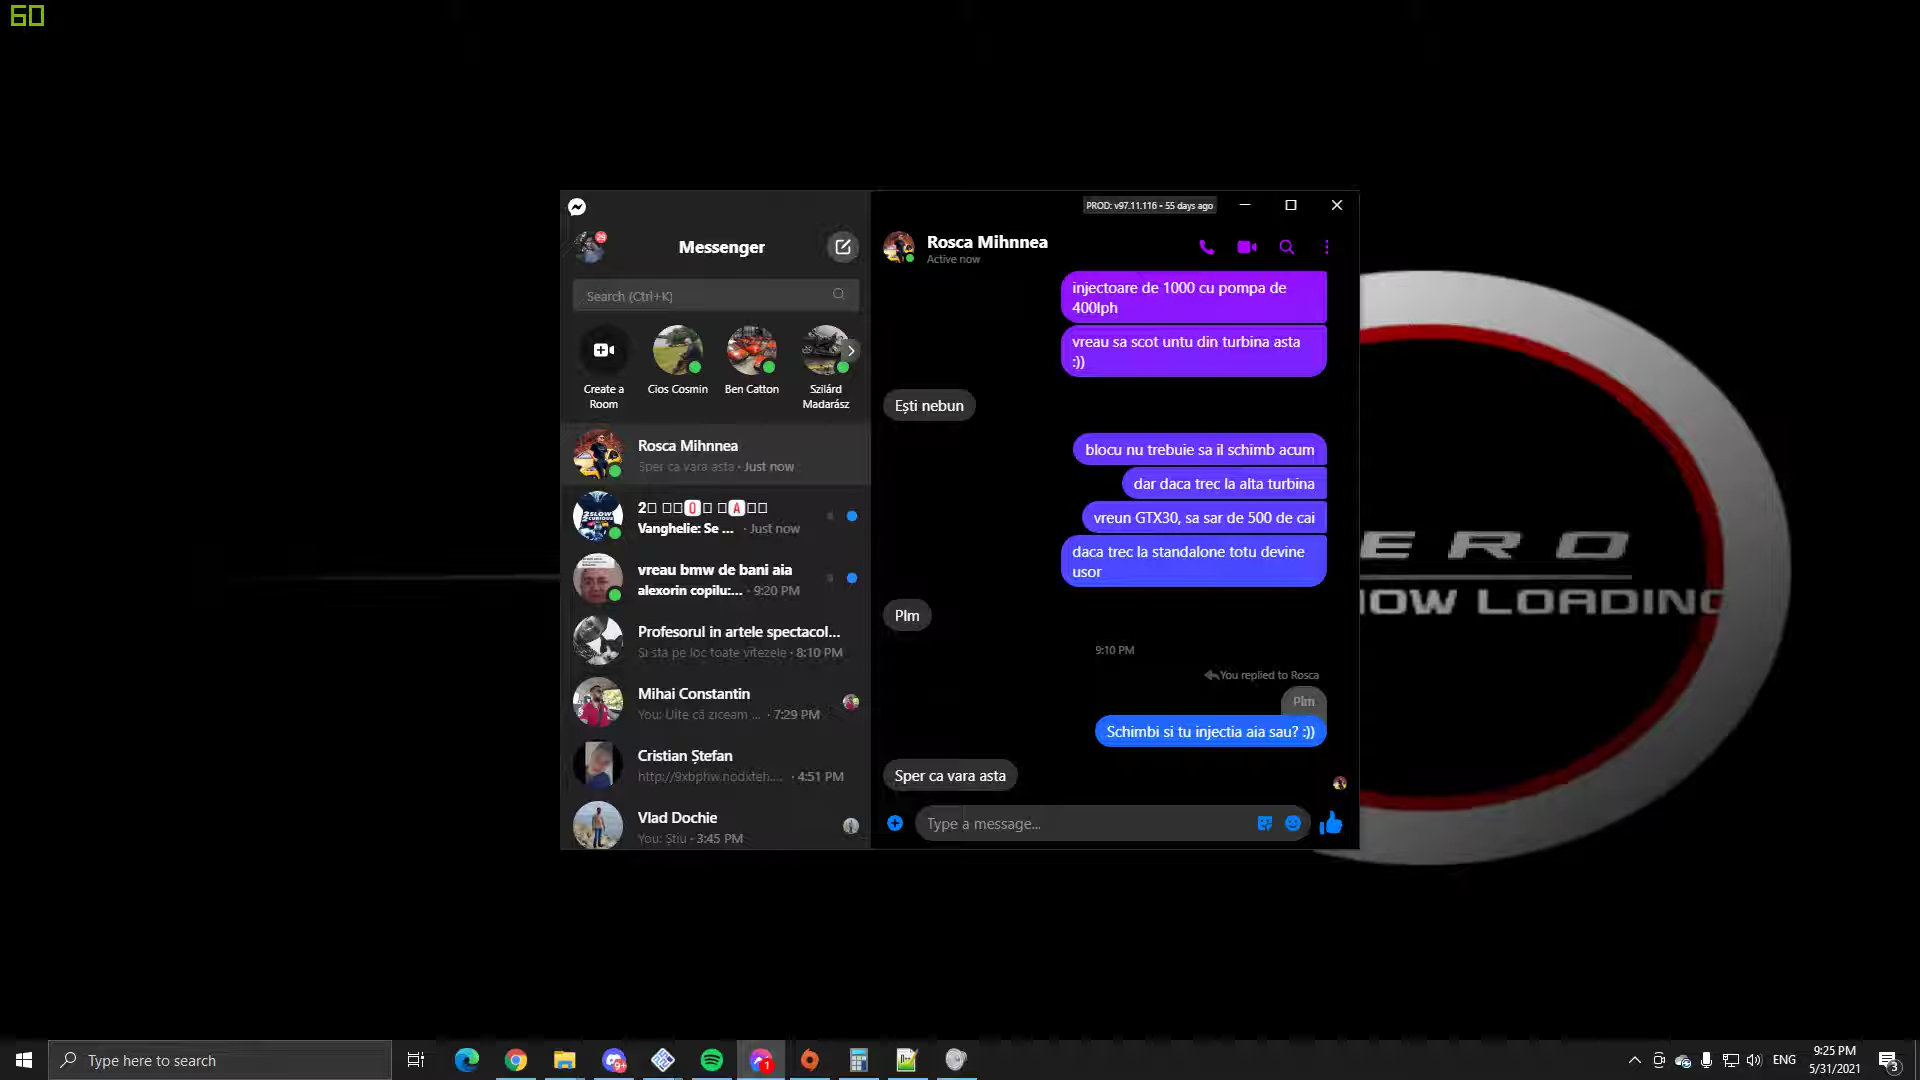 60
PROD: v97.11.116 - 55 days ago
29
Messenger
Search (Ctrl+K)
Create a
Room
Cios Cosmin
Ben Catton
Szilárd
Madarász
Rosca Mihnnea
Sper ca vara asta · Just now
Vanghelie: Se ... · Just now
vreau bmw de bani aia
alexorin copilu:... · 9:20 PM
Profesorul in artele spectacol...
Si sta pe loc toate vitezele · 8:10 PM
Mihai Constantin
You: Uite că ziceam ... · 7:29 PM
Cristian Ștefan
· 4:51 PM
Vlad Dochie
You: Știu · 3:45 PM
Rosca Mihnnea
Active now
injectoare de 1000 cu pompa de
400lph
vreau sa scot untu din turbina asta
:))
Ești nebun
blocu nu trebuie sa il schimb acum
dar daca trec la alta turbina
vreun GTX30, sa sar de 500 de cai
daca trec la standalone totu devine
usor
Plm
9:10 PM
You replied to Rosca
Plm
Schimbi si tu injectia aia sau? :))
Sper ca vara asta
Type a message...
ERO
NOW LOADING
Type here to search
9+
1
ENG
9:25 PM
5/31/2021
3